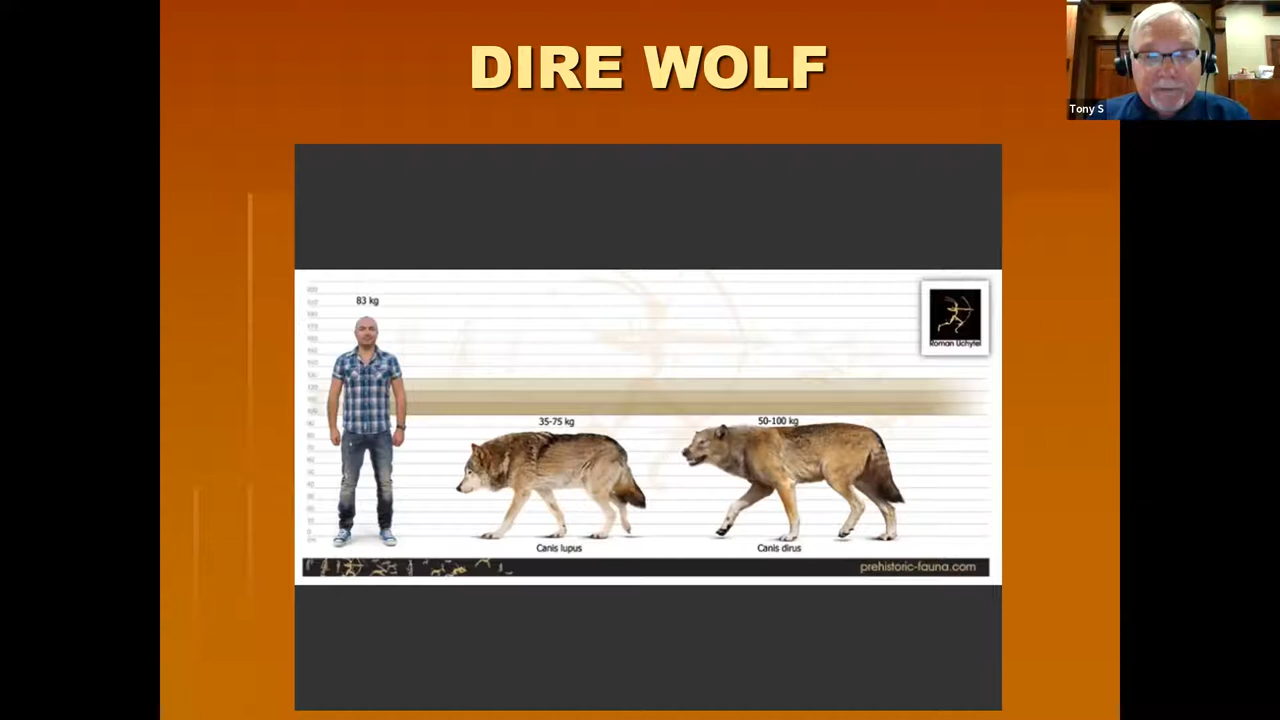 DIRE WOLF
Tony S
83 kg
Roman Uchytel
35-75 kg
50-100 kg
Canis lupus
Canis dirus
prehistoric-fauna.com